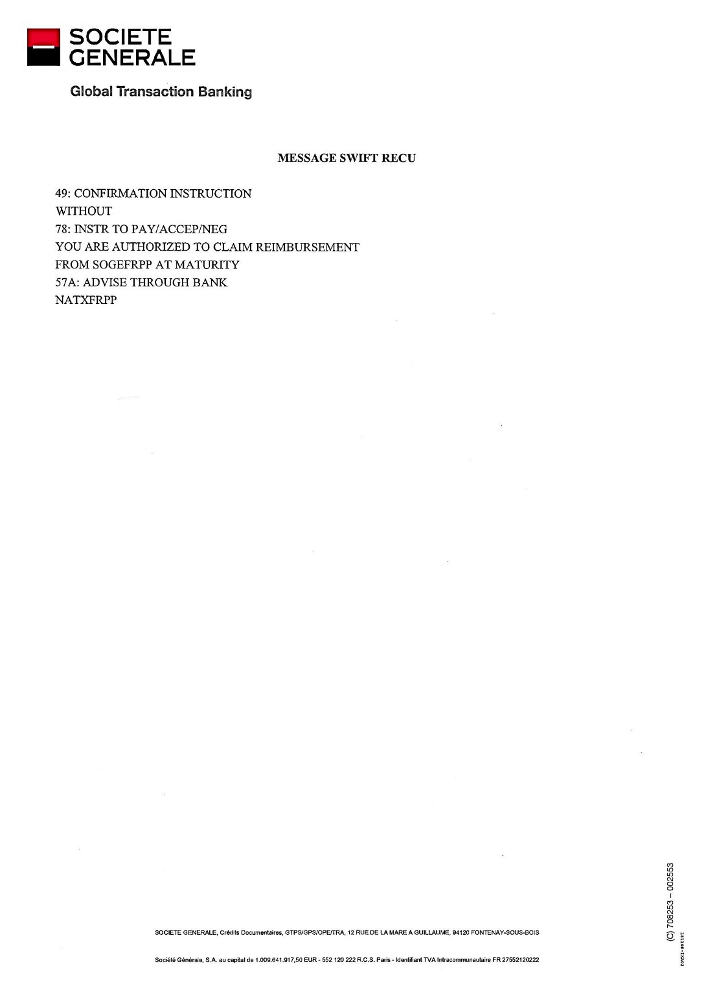 SOCIETE
GENERALE
Global Transaction Banking
MESSAGE SWIFT RECU
49: CONFIRMATION INSTRUCTION
WITHOUT
78: INSTR TO PAY/ACCEP/NEG
YOU ARE AUTHORIZED TO CLAIM REIMBURSEMENT
FROM SOGEFRPP AT MATURITY
57A: ADVISE THROUGH BANK
NATXFRPP
(C) 708253 – 002553
SOCIETE GENERALE, Crédits Documentaires, GTPS/GPS/OPE/TRA, 12 RUE DE LA MARE A GUILLAUME, 94120 FONTENAY-SOUS-BOIS
Société Générale, S.A. au capital de 1.009.641.917,50 EUR - 552 120 222 R.C.S. Paris - Identifiant TVA Intracommunautaire FR 27552120222